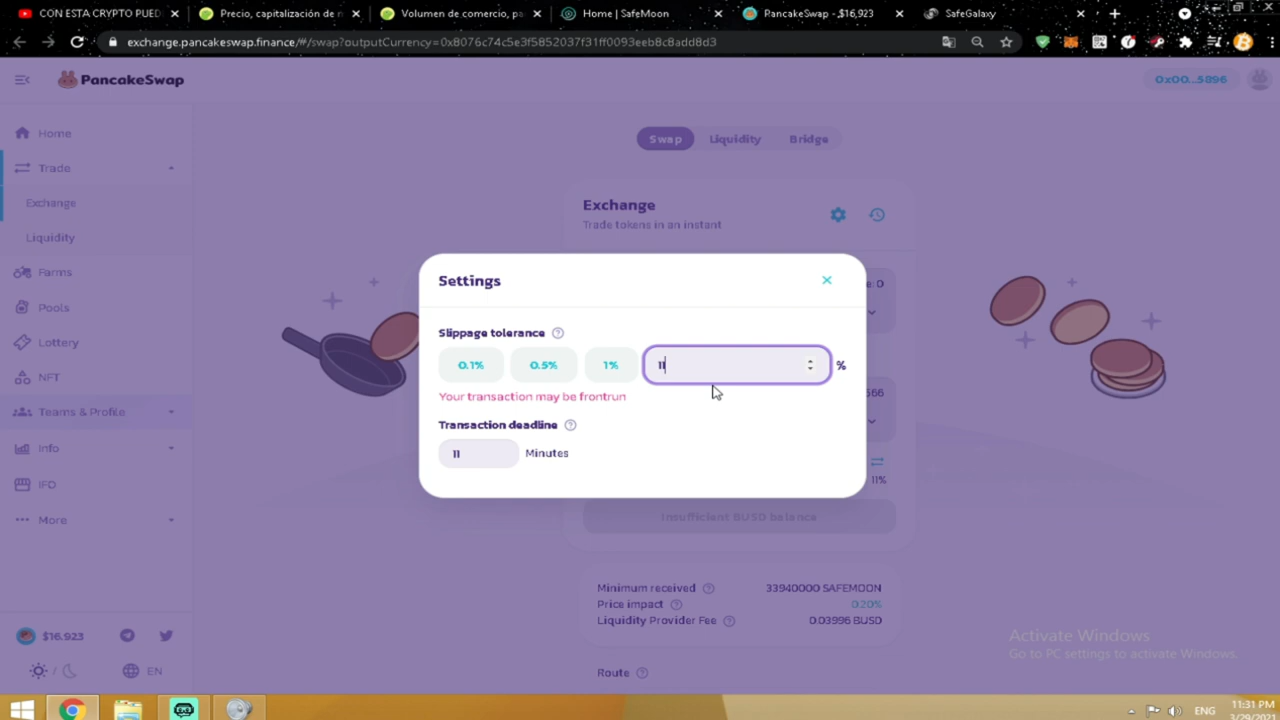 CON ESTA CRYPTO PUED
Precio, capitalización de n
Volumen de comercio, pa
Home | SafeMoon
PancakeSwap - $16,923
SafeGalaxy
exchange.pancakeswap.finance/#/swap?outputCurrency=0x8076c74c5e3f5852037f31ff0093eeb8c8add8d3
PancakeSwap
0x00...5896
Home
Trade
Exchange
Liquidity
Farms
Pools
Lottery
NFT
Teams & Profile
Info
IFO
More
$16.923
EN
Swap
Liquidity
Bridge
Exchange
Trade tokens in an instant
e: 0
Settings
Slippage tolerance
0.1%
0.5%
1%
11
%
Your transaction may be frontrun
566
Transaction deadline
11
Minutes
11%
Insufficient BUSD balance
Minimum received
33940000 SAFEMOON
Price impact
0.20%
Liquidity Provider Fee
0.03996 BUSD
Route
Activate Windows
Go to PC settings to activate Windows.
ENG
11:31 PM
3/29/2021